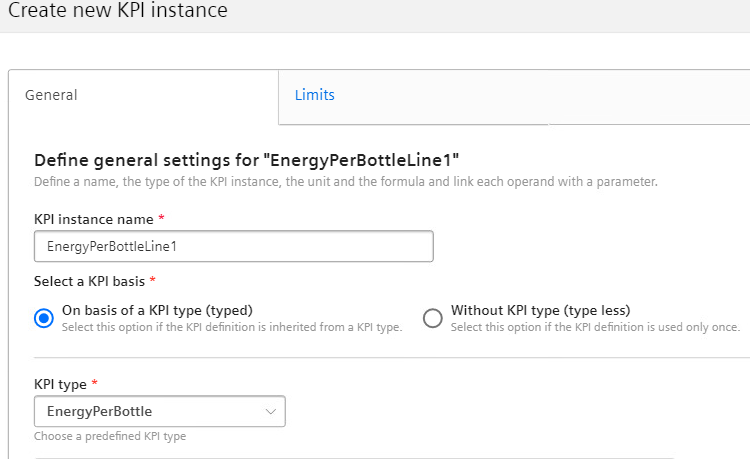 Create new KPI instance
General
Limits
Define general settings for "EnergyPerBottleLine1"
Define a name, the type of the KPI instance, the unit and the formula and link each operand with a parameter.
KPI instance name *
EnergyPerBottleLine1
Select a KPI basis *
On basis of a KPI type (typed)
Select this option if the KPI definition is inherited from a KPI type.
Without KPI type (type less)
Select this option if the KPI definition is used only once.
KPI type *
EnergyPerBottle
Choose a predefined KPI type